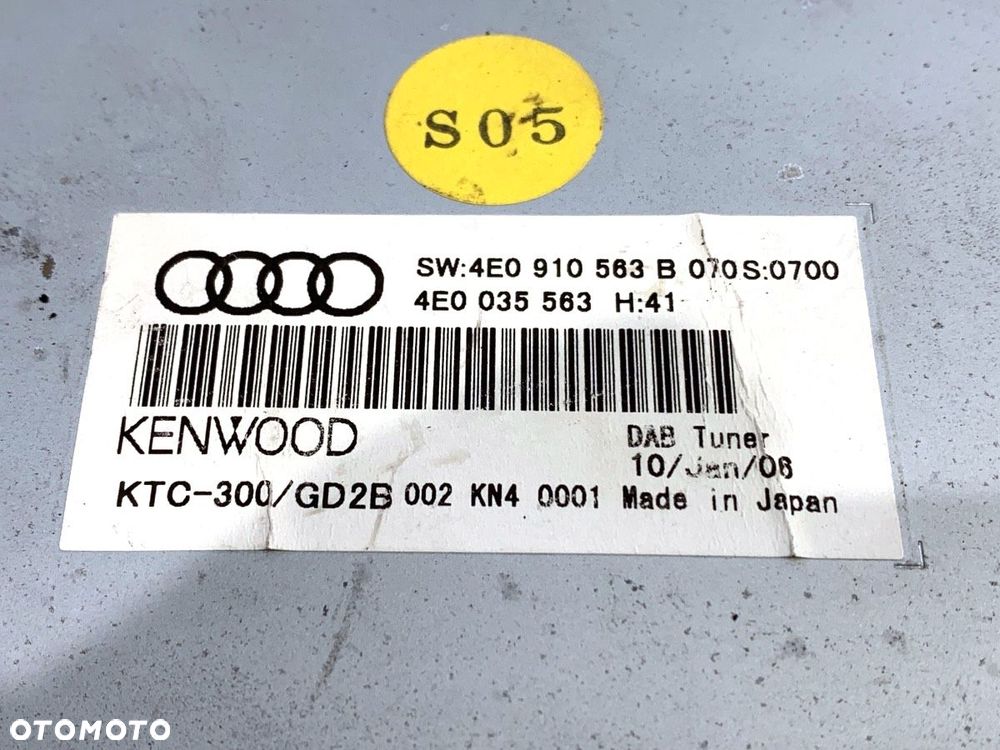 S05
SW:4E0 910 563 B 070S:0700
4E0 035 563 H:41
KENWOOD
DAB Tuner
10/Jan/06
KTC-300/GD2B 002 KN4 0001 Made in Japan
OTOMOTO